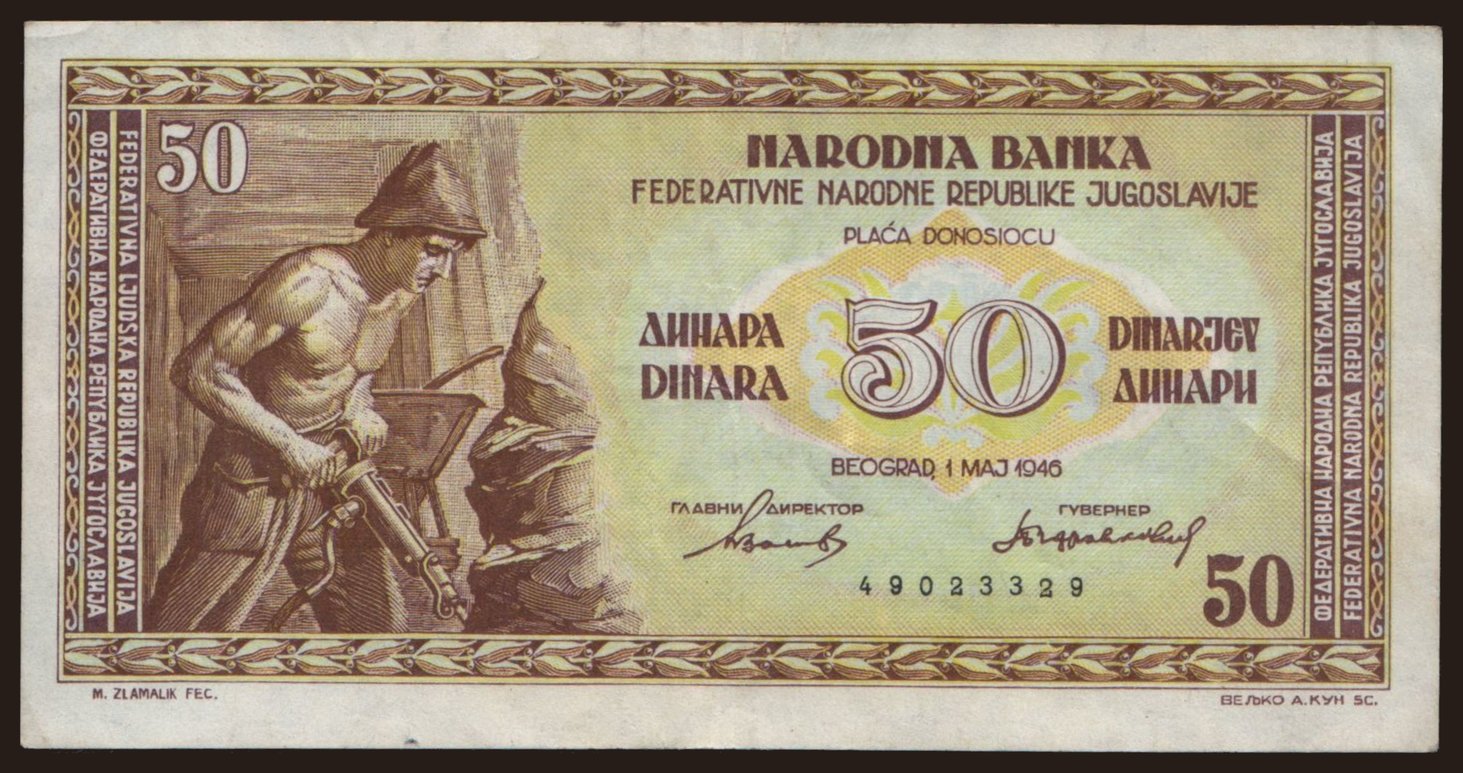 50
NARODNA BANKA
FEDERATIVNE NARODNE REPUBLIKE JUGOSLAVIJE
PLAĆA DONOSIOCU
ДИНАРА
DINARA
50
DINARJEV
ДИНАРИ
BEOGRAD, 1 MAJ 1946
ГЛАВНИ ДИРЕКТОР
ГУВЕРНЕР
49023329
50
ФЕДЕРАТИВНА НАРОДНА РЕПУБЛИКА ЈУГОСЛАВИЈА
FEDERATIVNA LJUDSKA REPUBLIKA JUGOSLAVIJA
ФЕДЕРАТИВНА НАРОДНА РЕПУБЛИКА ЈУГОСЛАВИЈА
FEDERATIVNA NARODNA REPUBLIKA JUGOSLAVIJA
M. ZLAMALIK FEC.
ВЕЉКО А.КУН SC.